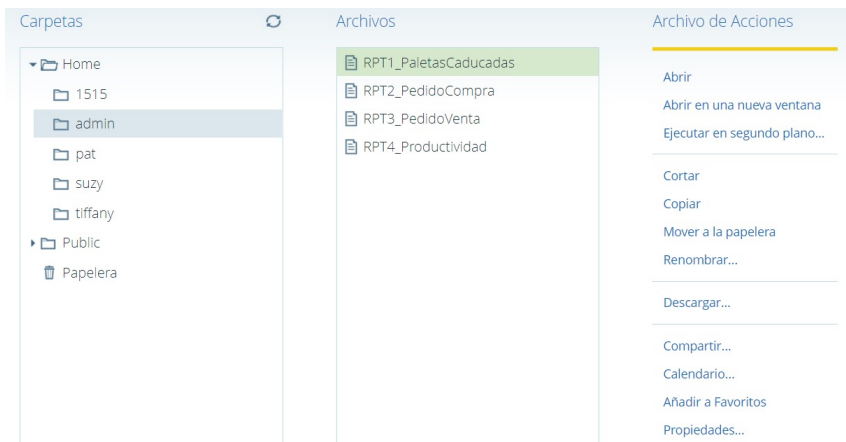 Carpetas
Home
1515
admin
pat
suzy
tiffany
Public
Papelera
Archivos
RPT1_PaletasCaducadas
RPT2_PedidoCompra
RPT3_PedidoVenta
RPT4_Productividad
Archivo de Acciones
Abrir
Abrir en una nueva ventana
Ejecutar en segundo plano...
Cortar
Copiar
Mover a la papelera
Renombrar...
Descargar...
Compartir...
Calendario...
Añadir a Favoritos
Propiedades...